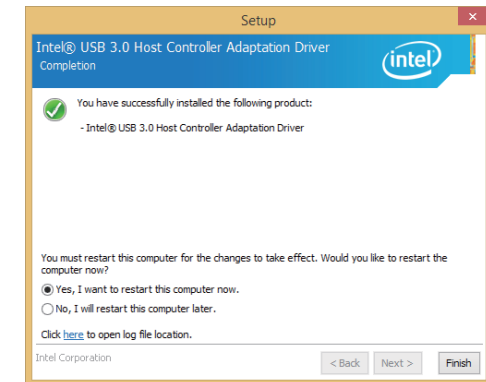 Setup
Intel® USB 3.0 Host Controller Adaptation Driver
Completion
intel
You have successfully installed the following product:
- Intel® USB 3.0 Host Controller Adaptation Driver
You must restart this computer for the changes to take effect. Would you like to restart the
computer now?
Yes, I want to restart this computer now.
No, I will restart this computer later.
Click here to open log file location.
Intel Corporation
< Back Next > Finish